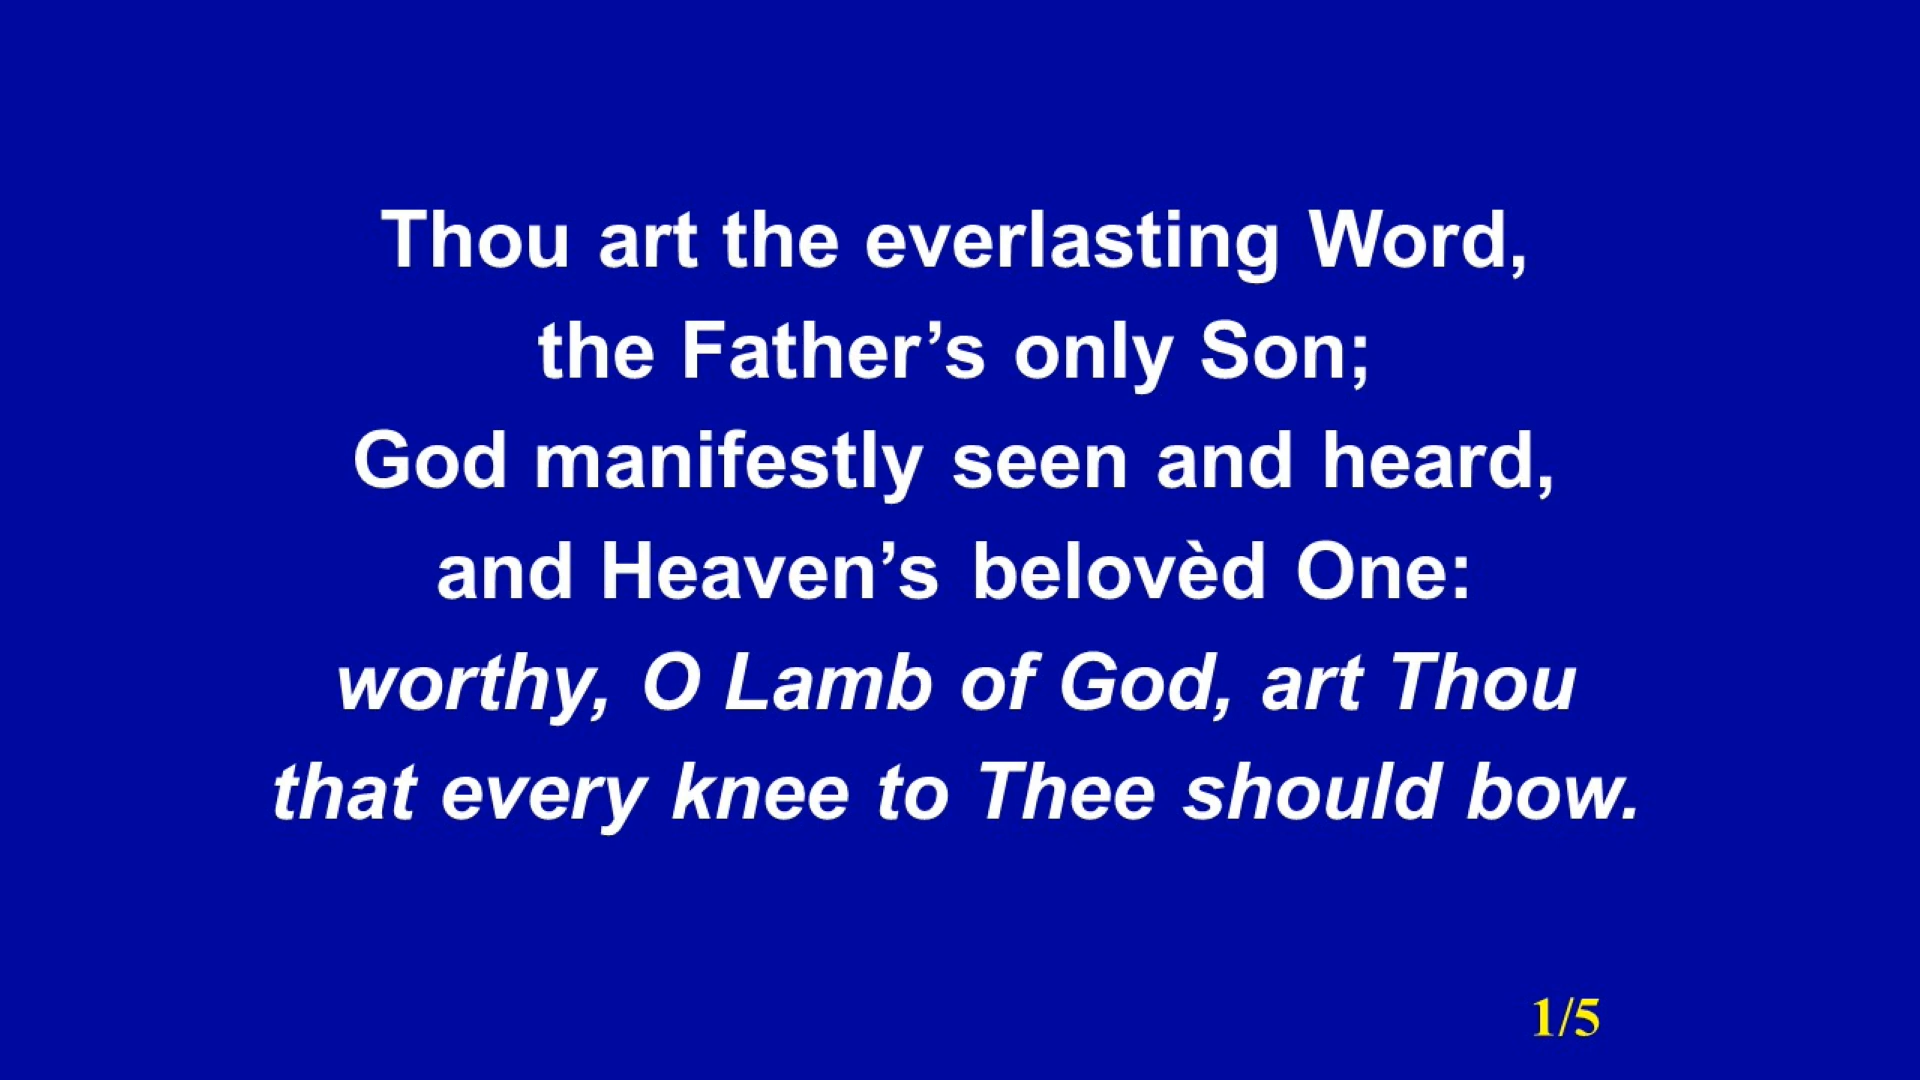 Thou art the everlasting Word,
the Father’s only Son;
God manifestly seen and heard,
and Heaven’s belovèd One:
worthy, O Lamb of God, art Thou
that every knee to Thee should bow.
1/5